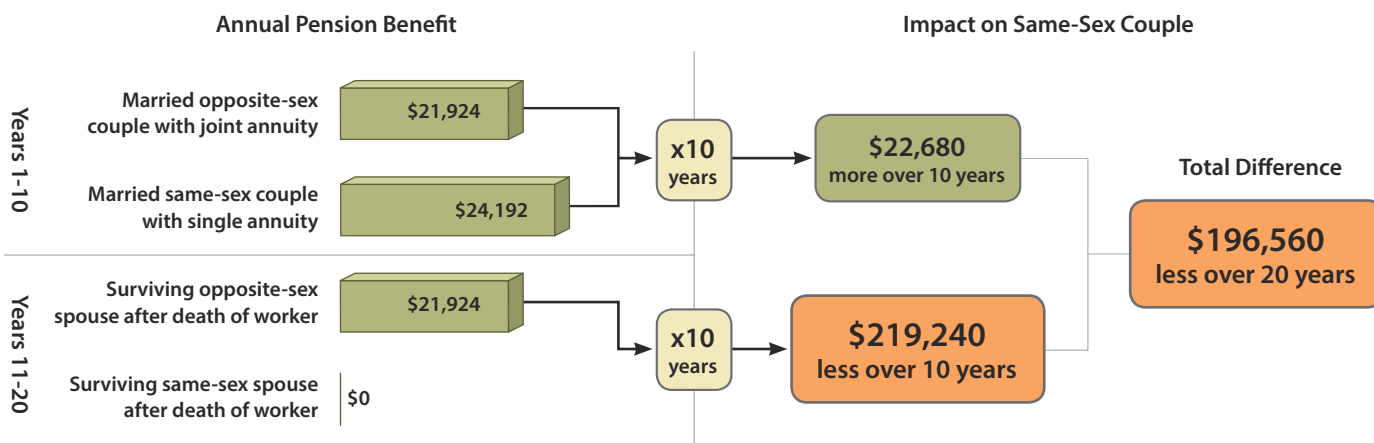 Annual Pension Benefit
Impact on Same-Sex Couple
Years 1-10
Married opposite-sex
couple with joint annuity
$21,924
Married same-sex couple
with single annuity
$24,192
x10
years
$22,680
more over 10 years
Total Difference
$196,560
less over 20 years
Years 11-20
Surviving opposite-sex
spouse after death of worker
$21,924
Surviving same-sex spouse
after death of worker
$0
x10
years
$219,240
less over 10 years